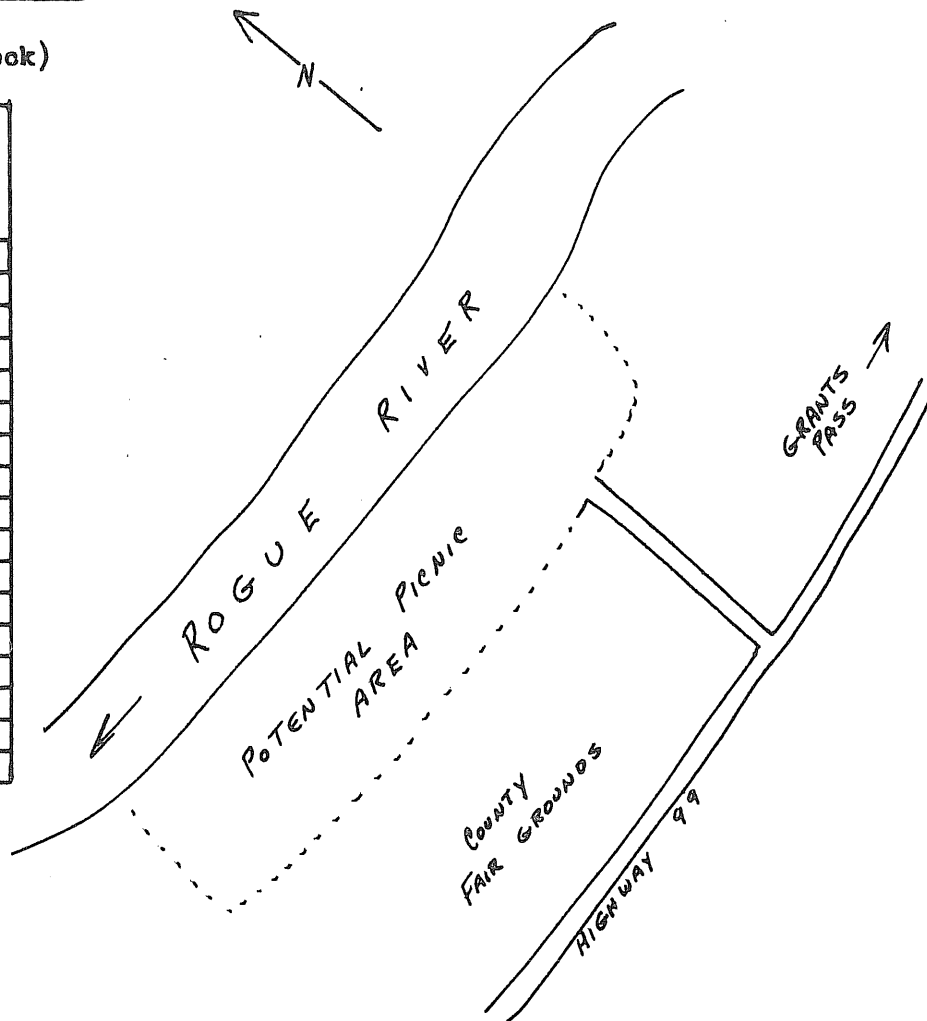 ook)
N
ROGUE RIVER
GRANTS
PASS
POTENTIAL PICNIC
AREA
COUNTY
FAIR GROUNDS
HIGHWAY 99